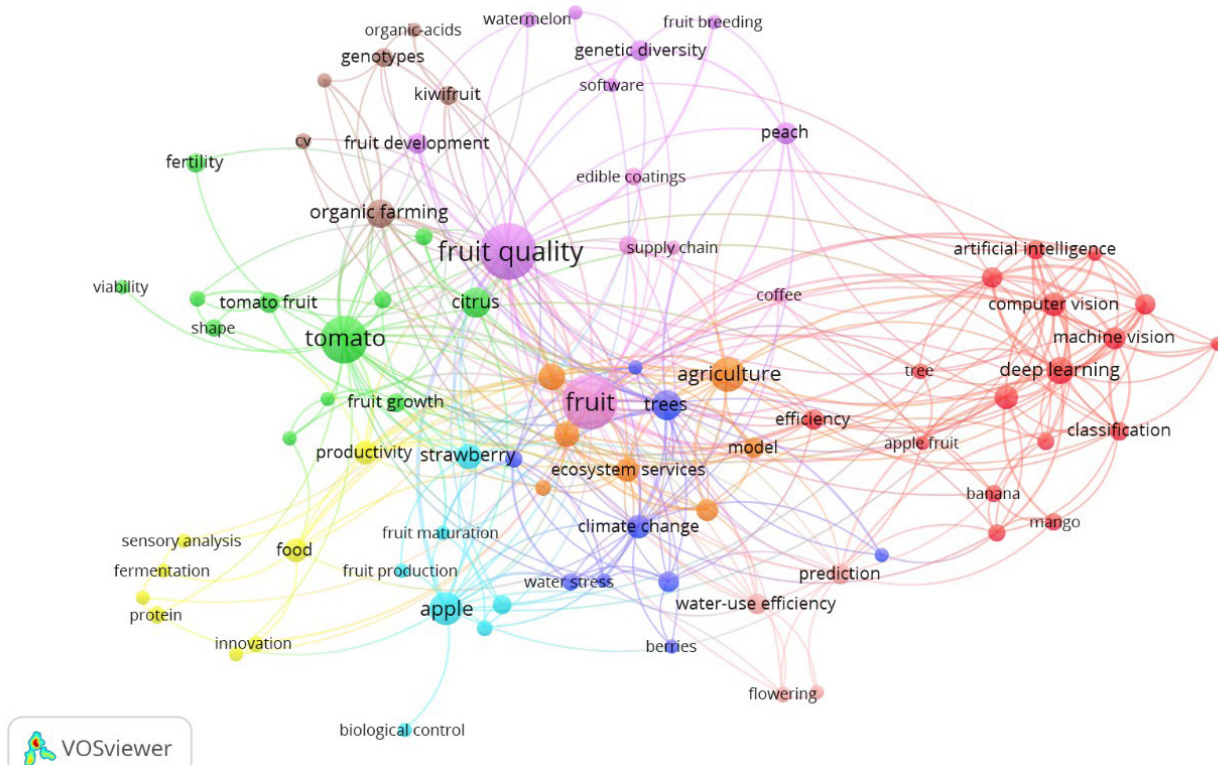 organic-acids
watermelon
fruit breeding
genotypes
genetic diversity
software
kiwifruit
peach
cv
fruit development
fertility
edible coatings
organic farming
fruit quality
supply chain
artificial intelligence
viability
tomato fruit
citrus
coffee
computer vision
shape
tomato
machine vision
agriculture
tree
deep learning
fruit growth
fruit
trees
efficiency
apple fruit
classification
productivity
strawberry
model
ecosystem services
banana
climate change
mango
fruit maturation
sensory analysis
food
fermentation
fruit production
water stress
prediction
protein
apple
water-use efficiency
innovation
berries
flowering
biological control
VOSviewer